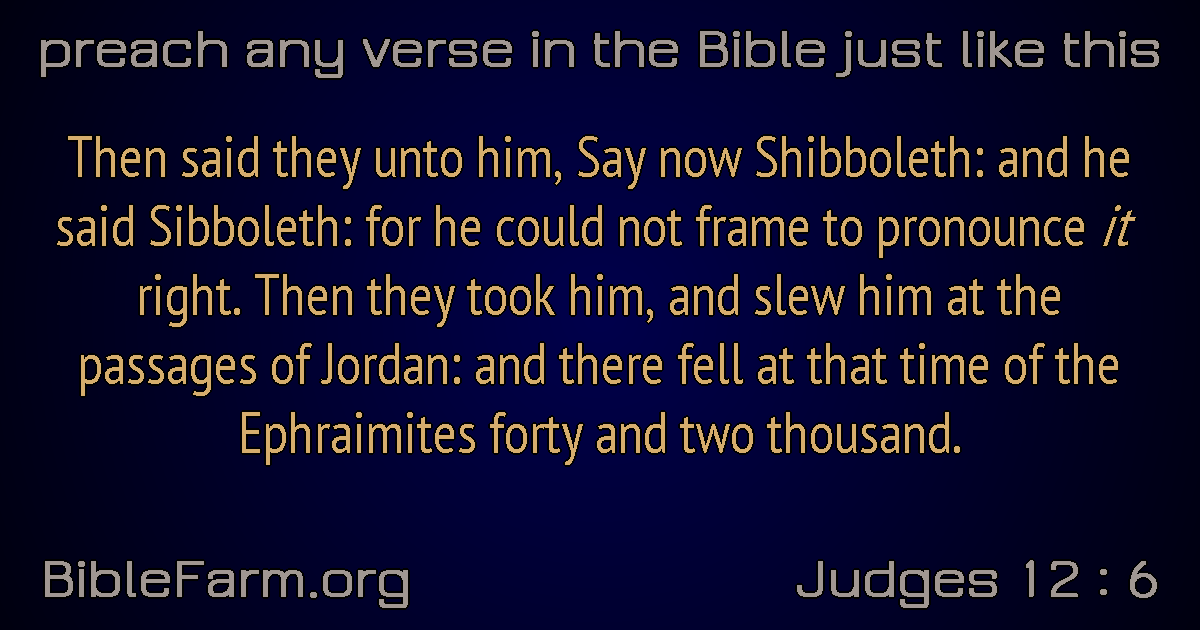 preach any verse in the Bible just like this
Then said they unto him, Say now Shibboleth: and he
said Sibboleth: for he could not frame to pronounce it
right. Then they took him, and slew him at the
passages of Jordan: and there fell at that time of the
Ephraimites forty and two thousand.
BibleFarm.org
Judges 12 : 6